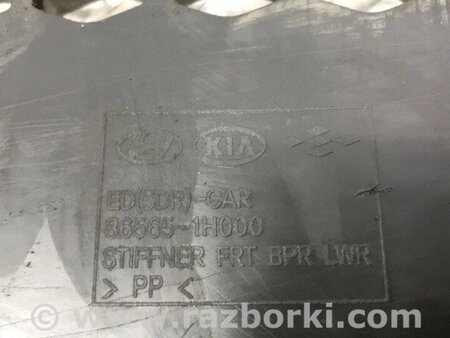 KIA
ED(5DR)-CAR
86565-1H000
STIFFNER FRT BPR LWR
> PP <
© www.razborki.com